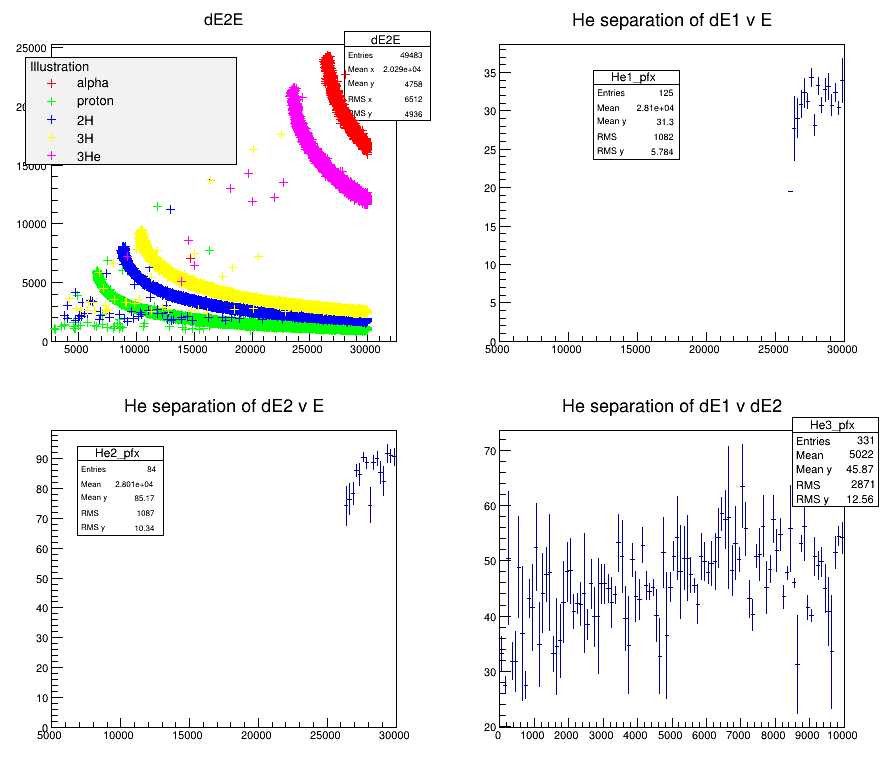 dE2E
dE2E
Entries 49483
Mean x 2.029e+04
Mean y 4758
RMS x 6512
RMS y 4936
Illustration
alpha
proton
2H
3H
3He
25000
15000
10000
5000
0
5000 10000 15000 20000 25000 30000
He separation of dE1 v E
He1_pfx
Entries 125
Mean 2.81e+04
Mean y 31.3
RMS 1082
RMS y 5.784
35
30
25
20
15
10
5
0
5000 10000 15000 20000 25000 30000
He separation of dE2 v E
He2_pfx
Entries 84
Mean 2.801e+04
Mean y 85.17
RMS 1087
RMS y 10.34
90
80
70
60
50
40
30
20
10
0
5000 10000 15000 20000 25000 30000
He separation of dE1 v dE2
He3_pfx
Entries 331
Mean 5022
Mean y 45.87
RMS 2871
RMS y 12.56
70
60
50
40
30
20
0 1000 2000 3000 4000 5000 6000 7000 8000 9000 10000